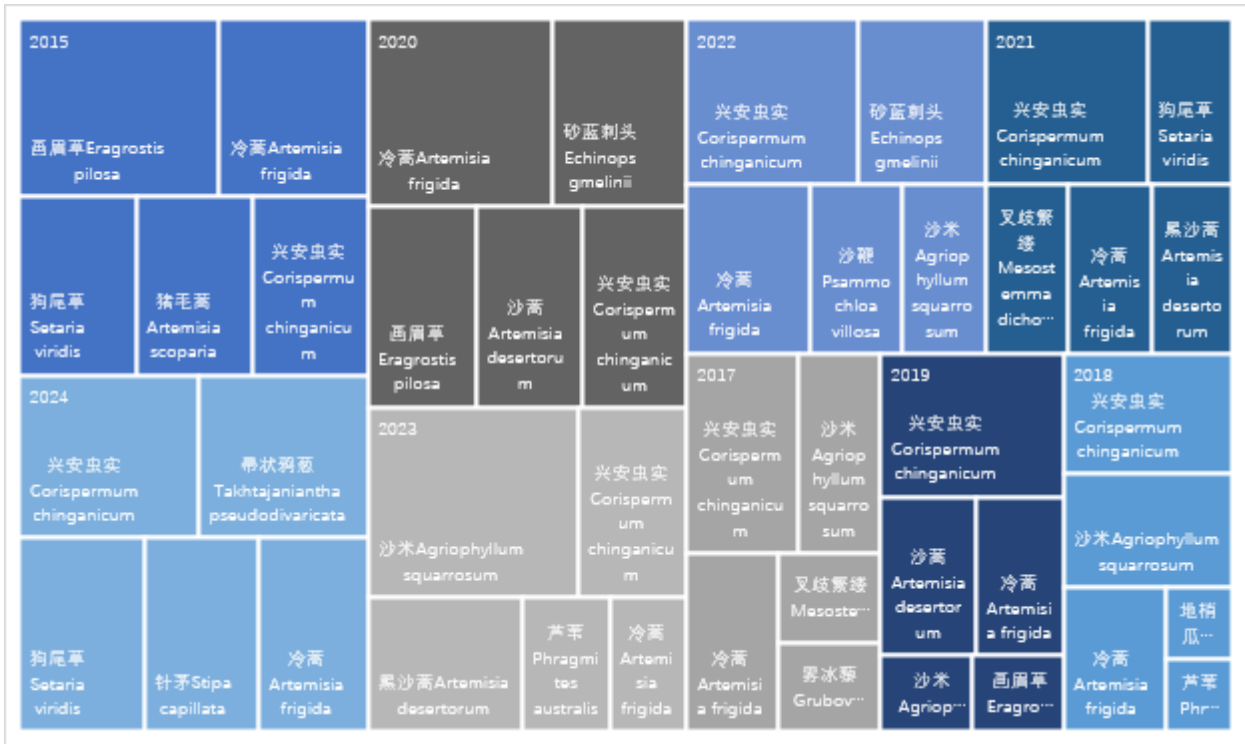 2015
画眉草Eragrostis
pilosa
冷蒿Artemisia
frigida
狗尾草
Setaria
viridis
猪毛蒿
Artemisia
scoparia
兴安虫实
Corispermu
m
chinganicu
m
2024
兴安虫实
Corispermum
chinganicum
帚状鸦葱
Takhtajaniantha
pseudodivaricata
狗尾草
Setaria
viridis
针茅Stipa
capillata
冷蒿
Artemisia
frigida
2020
冷蒿Artemisia
frigida
砂蓝刺头
Echinops
gmelinii
画眉草
Eragrostis
pilosa
沙蒿
Artemisia
desertoru
m
兴安虫实
Corisperm
um
chinganic
um
2023
沙米Agriophyllum
squarrosum
兴安虫实
Corisperm
um
chinganicu
m
黑沙蒿Artemisia
desertorum
芦苇
Phragmi
tes
australis
冷蒿
Artemi
sia
frigida
2022
兴安虫实
Corispermum
chinganicum
砂蓝刺头
Echinops
gmelinii
冷蒿
Artemisia
frigida
沙鞭
Psammo
chloa
villosa
沙米
Agriop
hyllum
squarro
sum
2021
兴安虫实
Corispermum
chinganicum
狗尾草
Setaria
viridis
叉歧繁
缕
Mesost
emma
dicho…
冷蒿
Artemis
ia
frigida
黑沙蒿
Artemis
ia
deserto
rum
2017
兴安虫实
Corisperm
um
chinganicu
m
沙米
Agriop
hyllum
squarro
sum
冷蒿
Artemisi
a frigida
叉歧繁缕
Mesoste…
雾冰藜
Grubov…
2019
兴安虫实
Corispermum
chinganicum
沙蒿
Artemisia
desertor
um
冷蒿
Artemisi
a frigida
沙米
Agriop…
画眉草
Eragro…
2018
兴安虫实
Corispermum
chinganicum
沙米Agriophyllum
squarrosum
冷蒿
Artemisia
frigida
地梢
瓜…
芦苇
Phr…